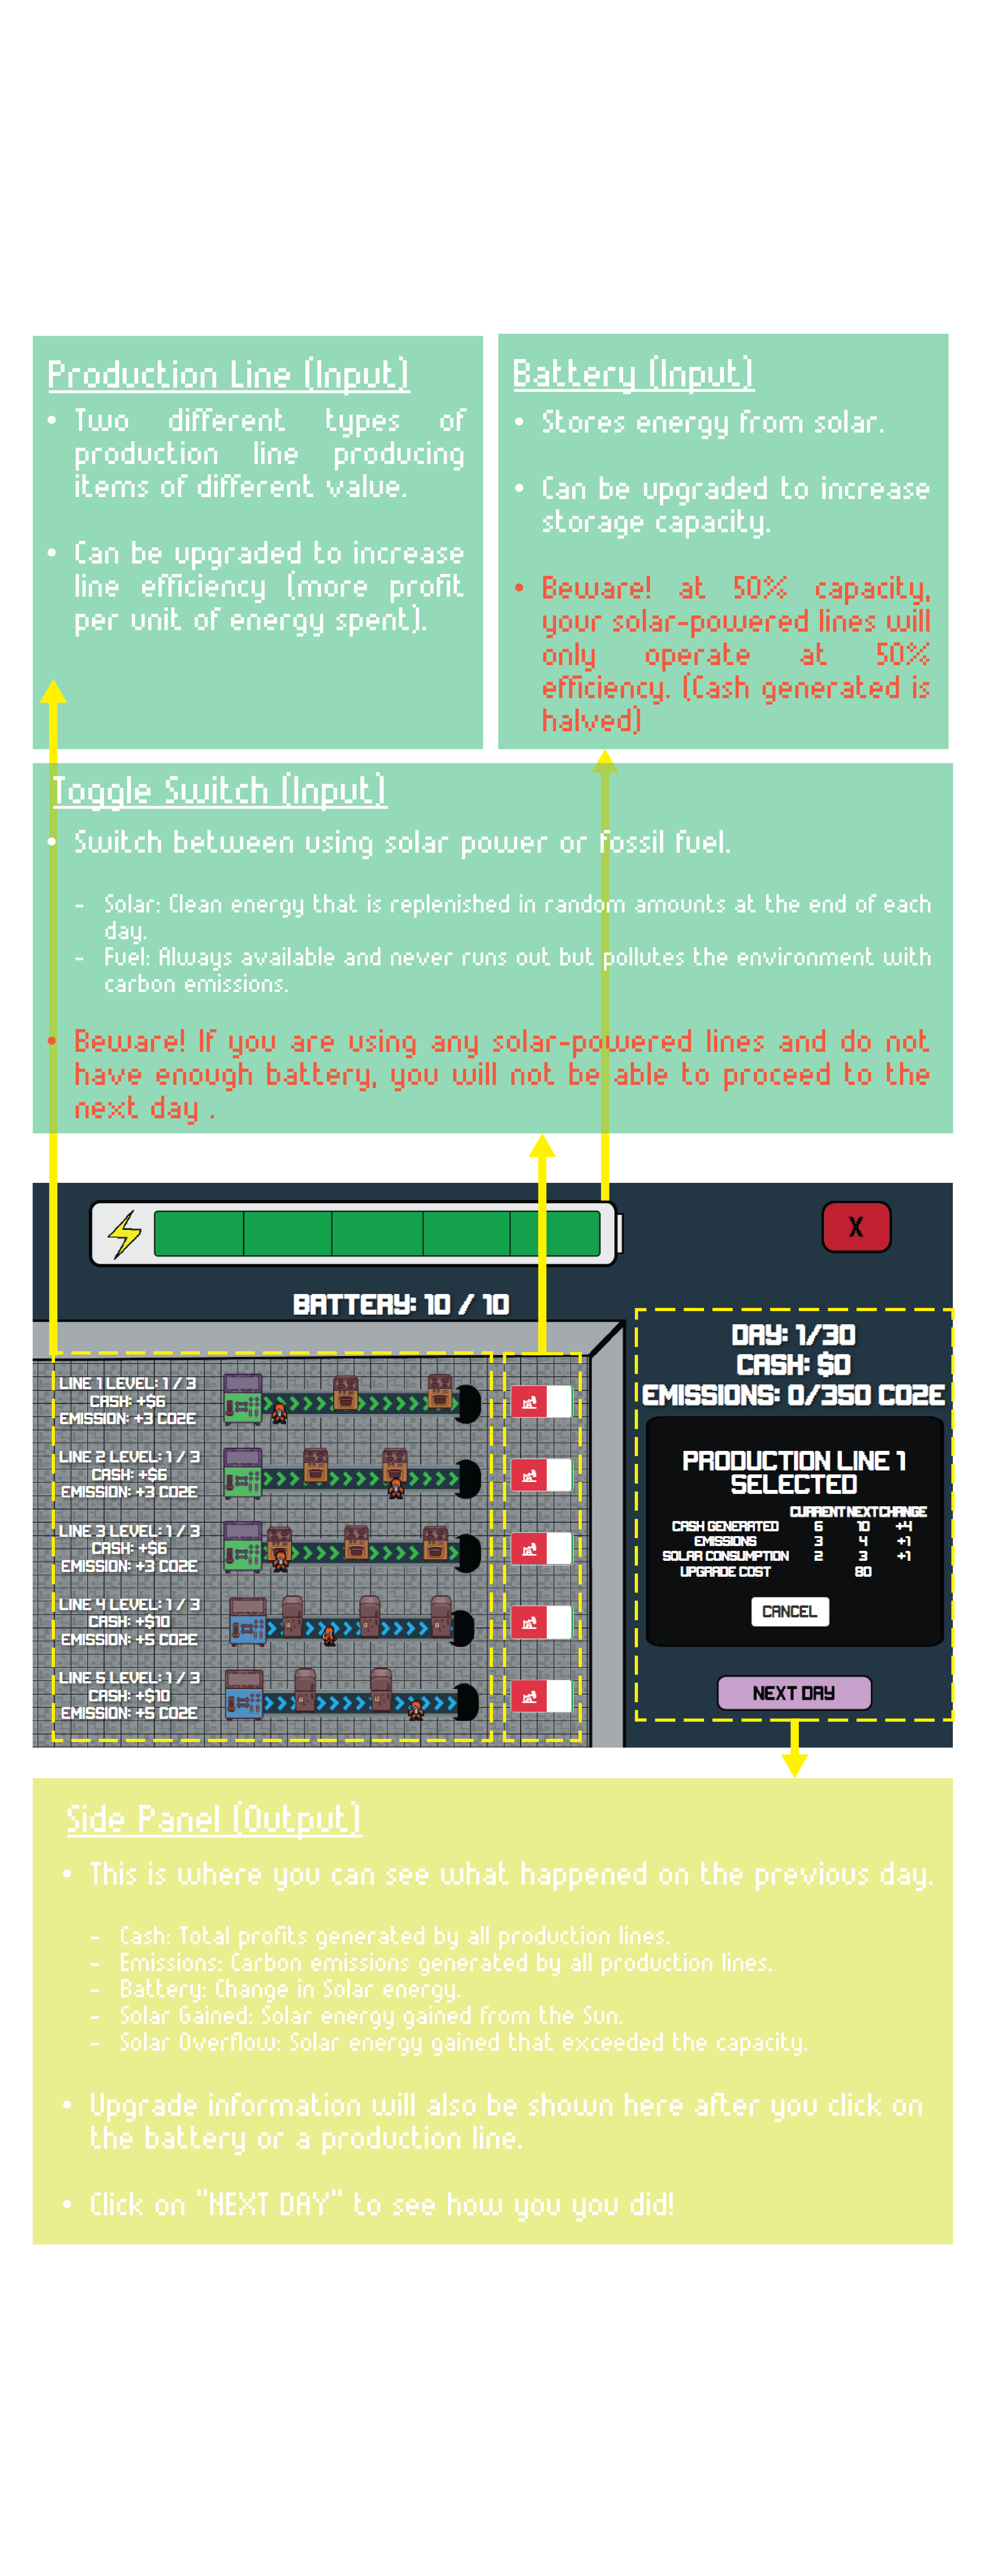 Production Line (Input)
• Two different types of
production line producing
items of different value.
• Can be upgraded to increase
line efficiency (more profit
per unit of energy spent).
Battery (Input)
• Stores energy from solar.
• Can be upgraded to increase
storage capacity.
• Beware! at 50% capacity,
your solar-powered lines will
only operate at 50%
efficiency. (Cash generated is
halved)
Toggle Switch (Input)
• Switch between using solar power or fossil fuel.
- Solar: Clean energy that is replenished in random amounts at the end of each
day.
- Fuel: Always available and never runs out but pollutes the environment with
carbon emissions.
• Beware! If you are using any solar-powered lines and do not
have enough battery, you will not be able to proceed to the
next day .
X
BATTERY: 10 / 10
LINE 1 LEVEL: 1 / 3
CASH: +$6
EMISSION: +3 CO2E
LINE 2 LEVEL: 1 / 3
CASH: +$6
EMISSION: +3 CO2E
LINE 3 LEVEL: 1 / 3
CASH: +$6
EMISSION: +3 CO2E
LINE 4 LEVEL: 1 / 3
CASH: +$10
EMISSION: +5 CO2E
LINE 5 LEVEL: 1 / 3
CASH: +$10
EMISSION: +5 CO2E
DAY: 1/30
CASH: $0
EMISSIONS: 0/350 CO2E
PRODUCTION LINE 1
SELECTED
CURRENT NEXT CHANGE
CASH GENERATED 6 10 +4
EMISSIONS 3 4 +1
SOLAR CONSUMPTION 2 3 +1
UPGRADE COST 80
CANCEL
NEXT DAY
Side Panel (Output)
• This is where you can see what happened on the previous day.
- Cash: Total profits generated by all production lines.
- Emissions: Carbon emissions generated by all production lines.
- Battery: Change in Solar energy.
- Solar Gained: Solar energy gained from the Sun.
- Solar Overflow: Solar energy gained that exceeded the capacity.
• Upgrade information will also be shown here after you click on
the battery or a production line.
• Click on "NEXT DAY" to see how you you did!